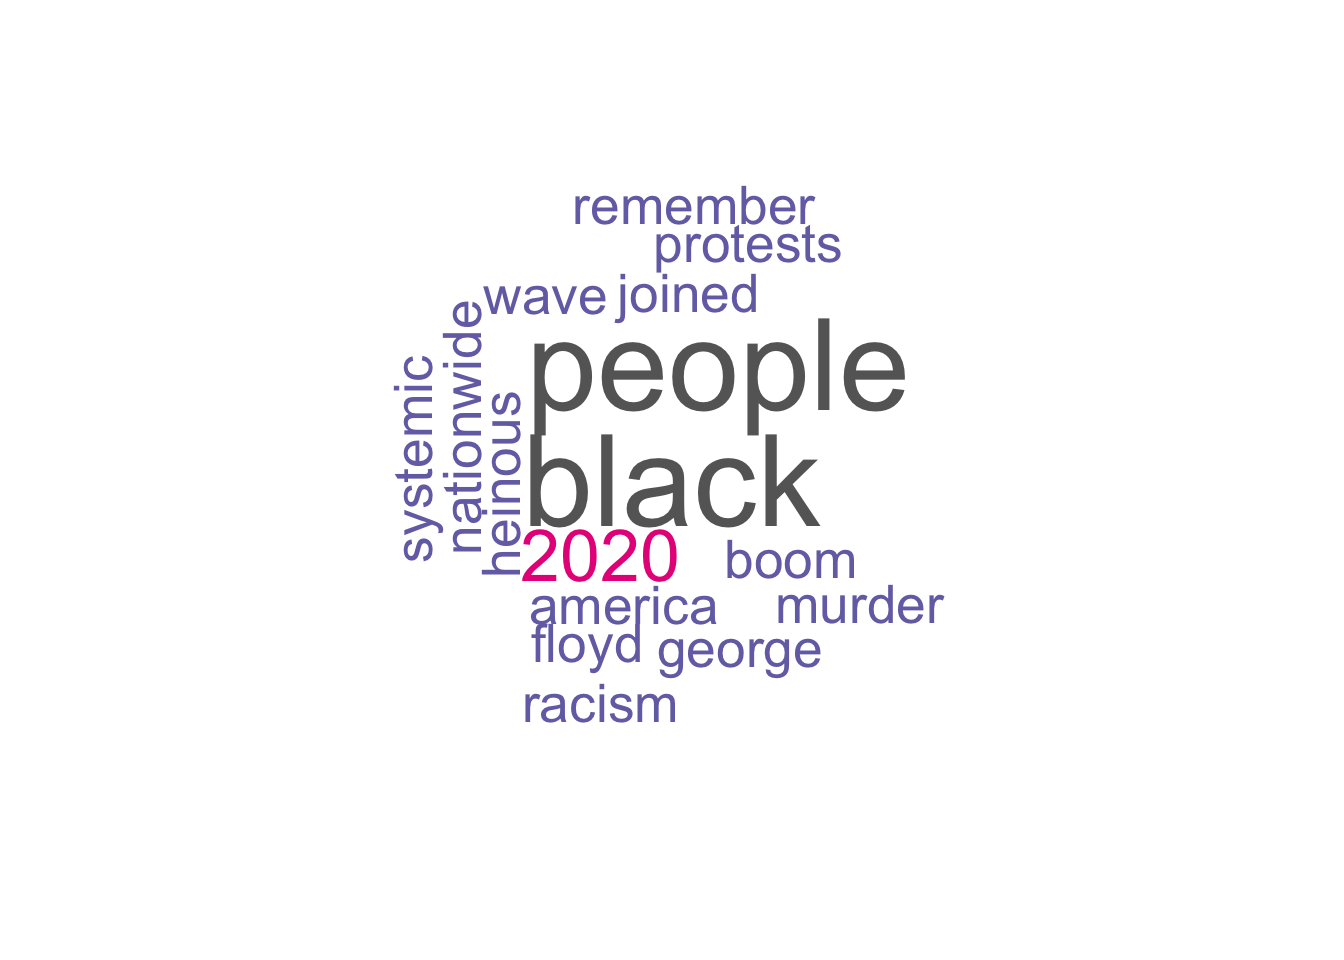 remember
protests
wave joined
people
systemic
nationwide
heinous
black
2020 boom
america murder
floyd george
racism